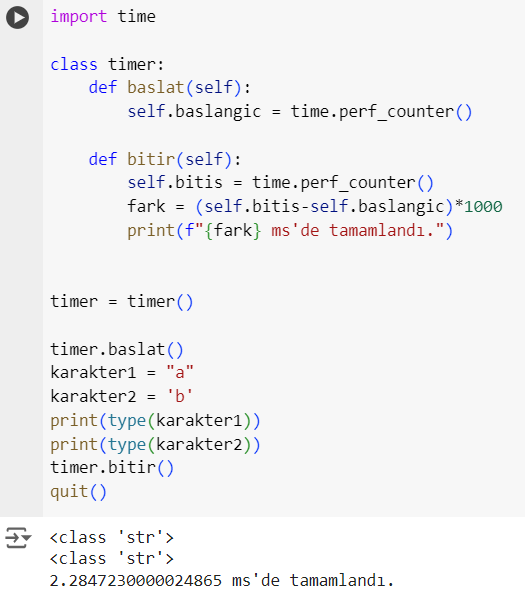 import time
class timer:
    def baslat(self):
        self.baslangic = time.perf_counter()
    def bitir(self):
        self.bitis = time.perf_counter()
        fark = (self.bitis-self.baslangic)*1000
        print(f"{fark} ms'de tamamlandı.")
timer = timer()
timer.baslat()
karakter1 = "a"
karakter2 = 'b'
print(type(karakter1))
print(type(karakter2))
timer.bitir()
quit()
<class 'str'>
<class 'str'>
2.2847230000024865 ms'de tamamlandı.